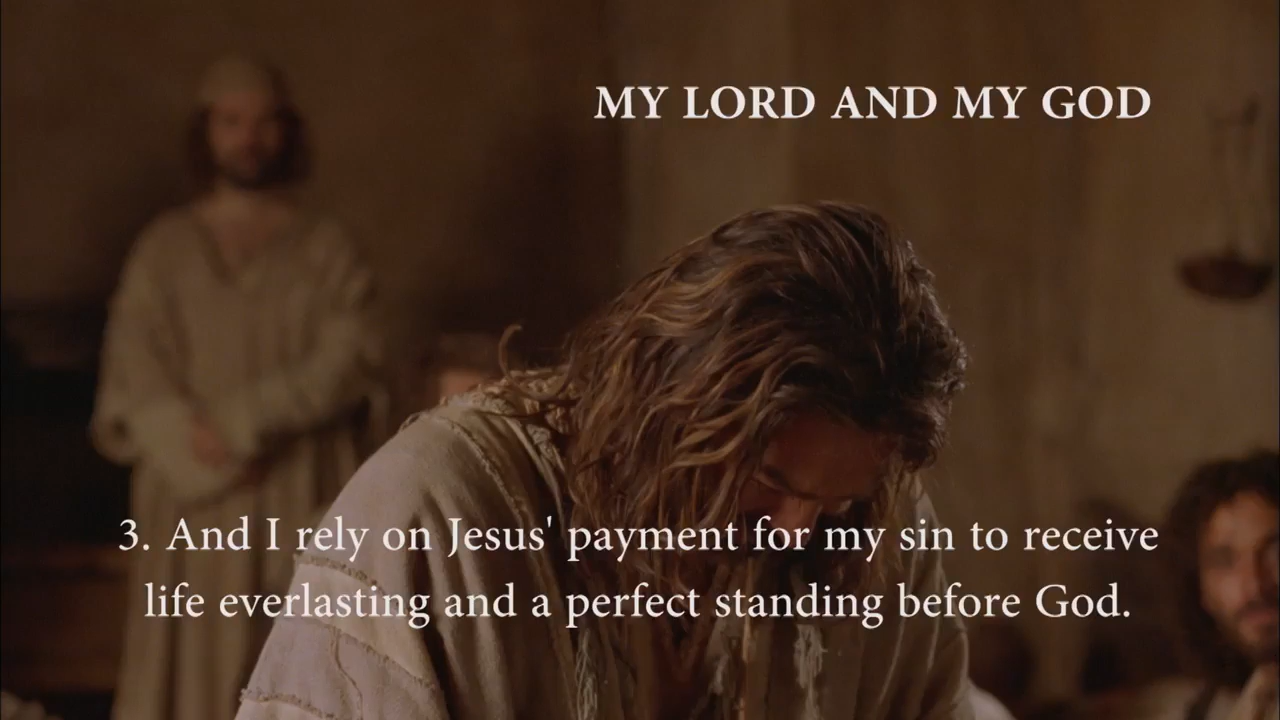 MY LORD AND MY GOD
3. And I rely on Jesus' payment for my sin to receive
life everlasting and a perfect standing before God.